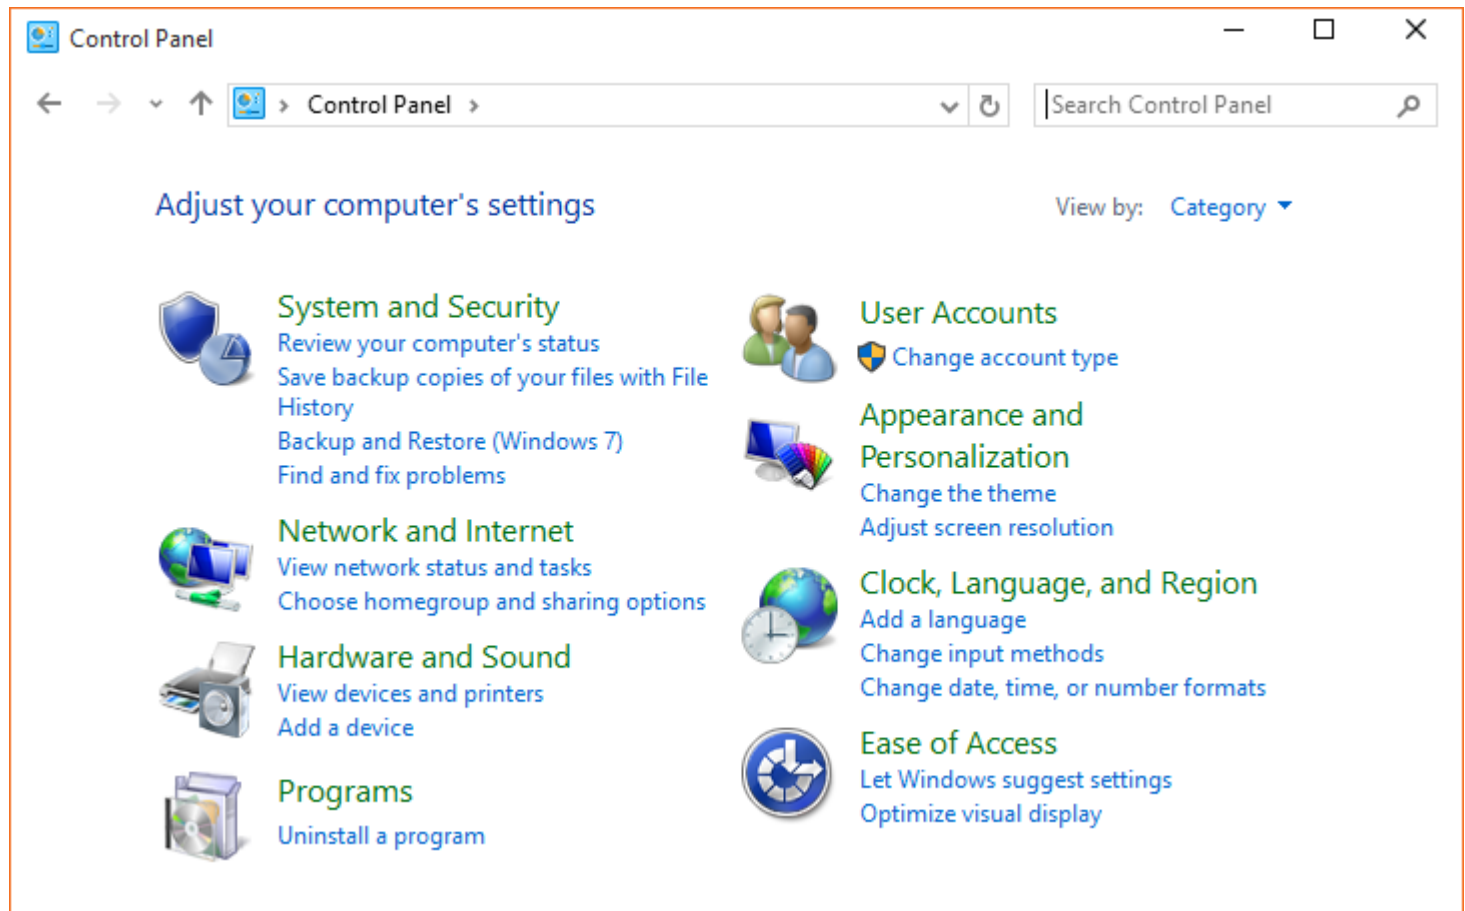 Control Panel
Control Panel
Search Control Panel
Adjust your computer's settings
View by: Category
System and Security
Review your computer's status
Save backup copies of your files with File
History
Backup and Restore (Windows 7)
Find and fix problems
Network and Internet
View network status and tasks
Choose homegroup and sharing options
Hardware and Sound
View devices and printers
Add a device
Programs
Uninstall a program
User Accounts
Change account type
Appearance and
Personalization
Change the theme
Adjust screen resolution
Clock, Language, and Region
Add a language
Change input methods
Change date, time, or number formats
Ease of Access
Let Windows suggest settings
Optimize visual display